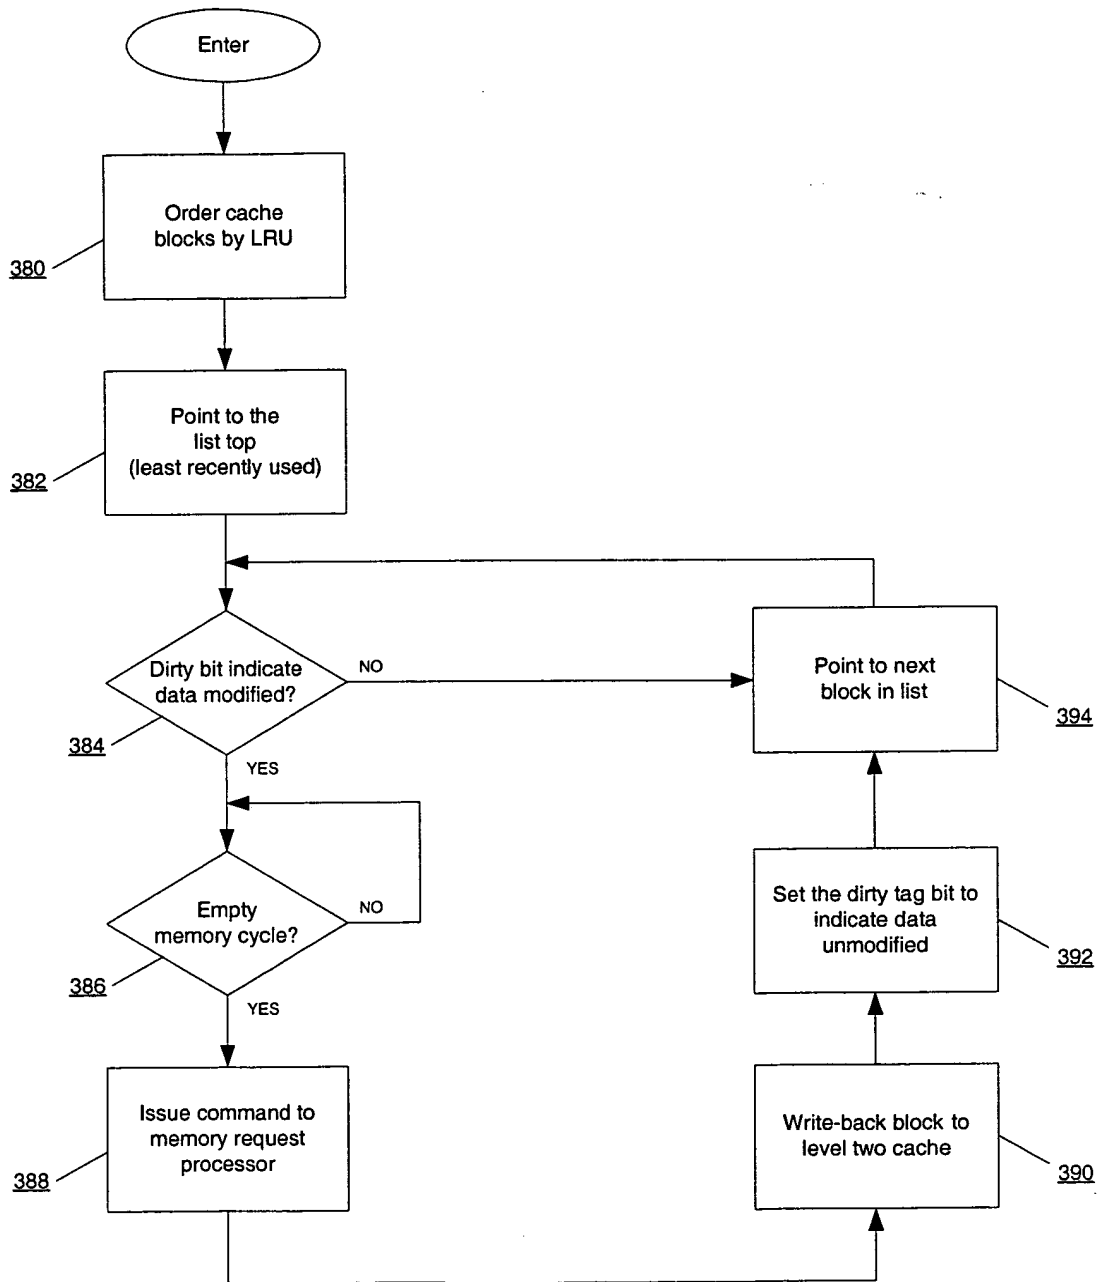 Enter
Order cache
blocks by LRU
380
Point to the
list top
(least recently used)
382
Dirty bit indicate
data modified?
NO
384
YES
Point to next
block in list
394
Empty
memory cycle?
NO
386
YES
Set the dirty tag bit to
indicate data
unmodified
392
Issue command to
memory request
processor
388
Write-back block to
level two cache
390